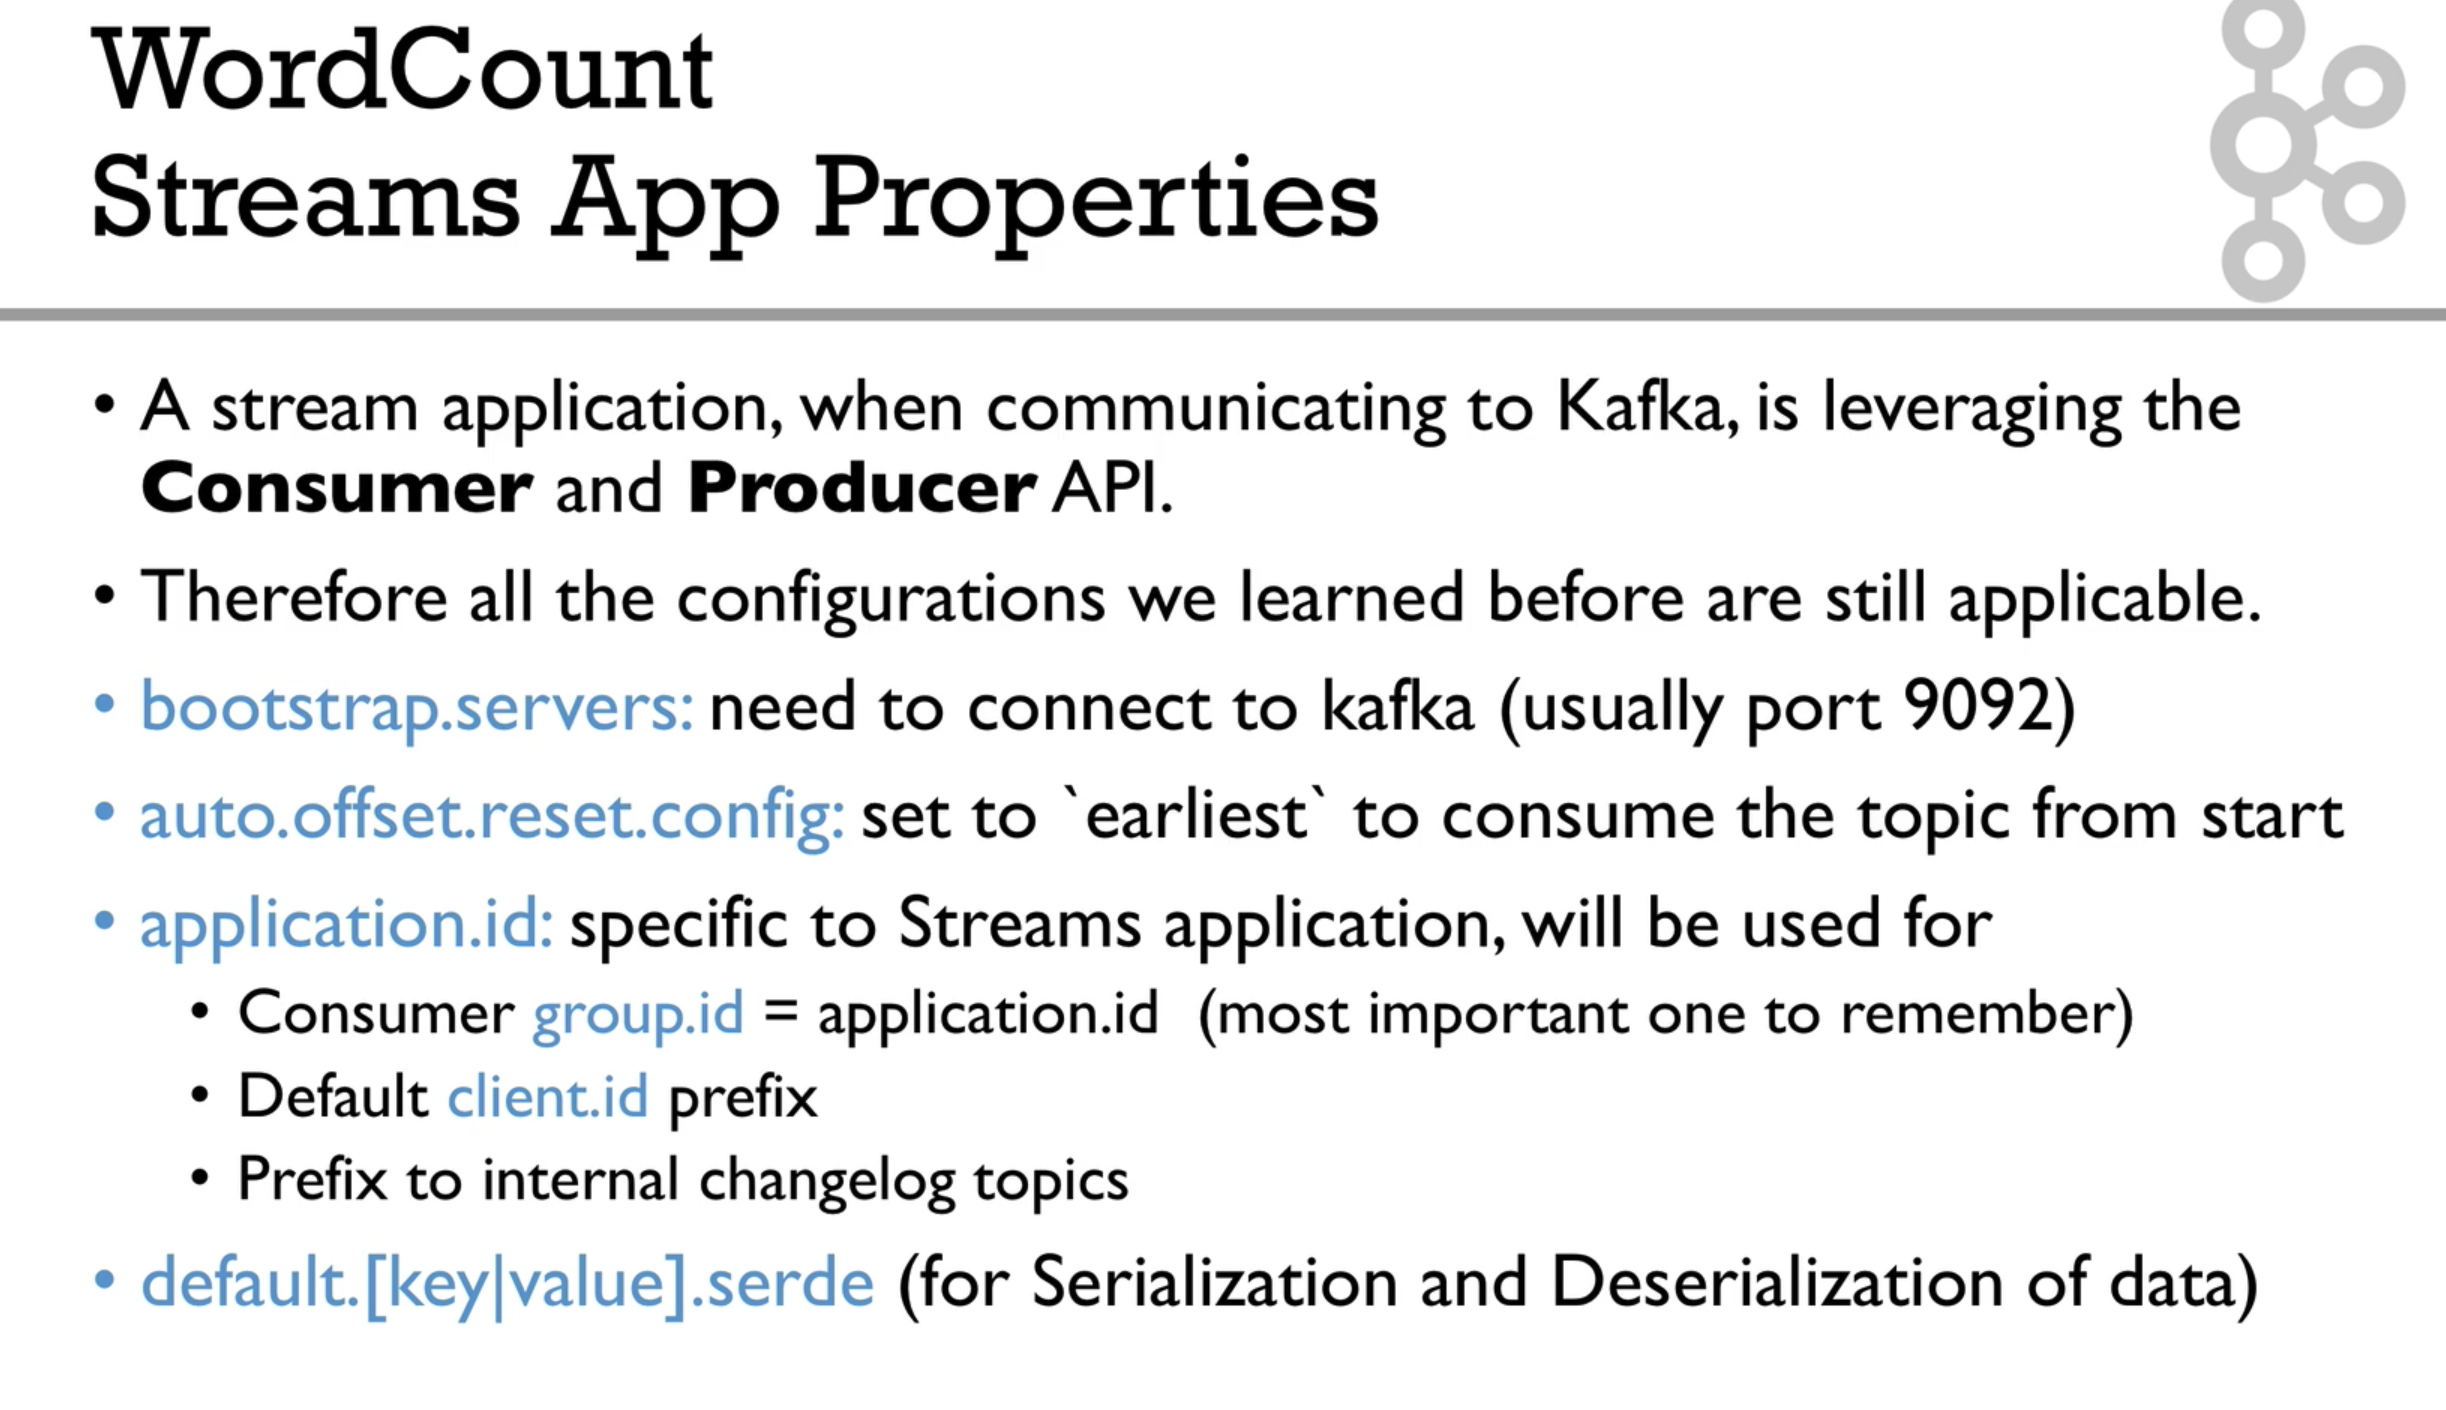 WordCount
Streams App Properties
• A stream application, when communicating to Kafka, is leveraging the
Consumer and Producer API.
• Therefore all the configurations we learned before are still applicable.
• bootstrap.servers: need to connect to kafka (usually port 9092)
• auto.offset.reset.config: set to `earliest` to consume the topic from start
• application.id: specific to Streams application, will be used for
• Consumer group.id = application.id (most important one to remember)
• Default client.id prefix
• Prefix to internal changelog topics
• default.[key|value].serde (for Serialization and Deserialization of data)